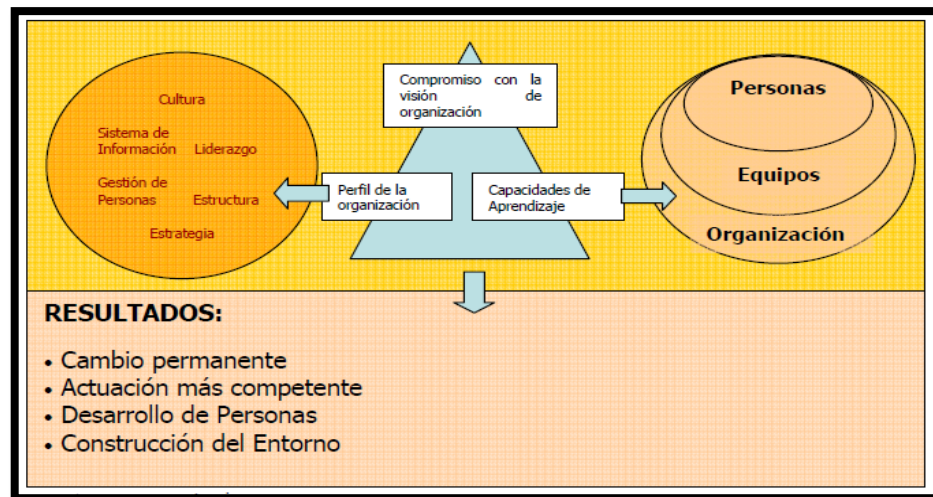 Cultura
Sistema de
Información Liderazgo
Gestión de
Personas Estructura
Estrategia
Compromiso con la
visión de
organización
Perfil de la
organización
Capacidades de
Aprendizaje
Personas
Equipos
Organización
RESULTADOS:
• Cambio permanente
• Actuación más competente
• Desarrollo de Personas
• Construcción del Entorno